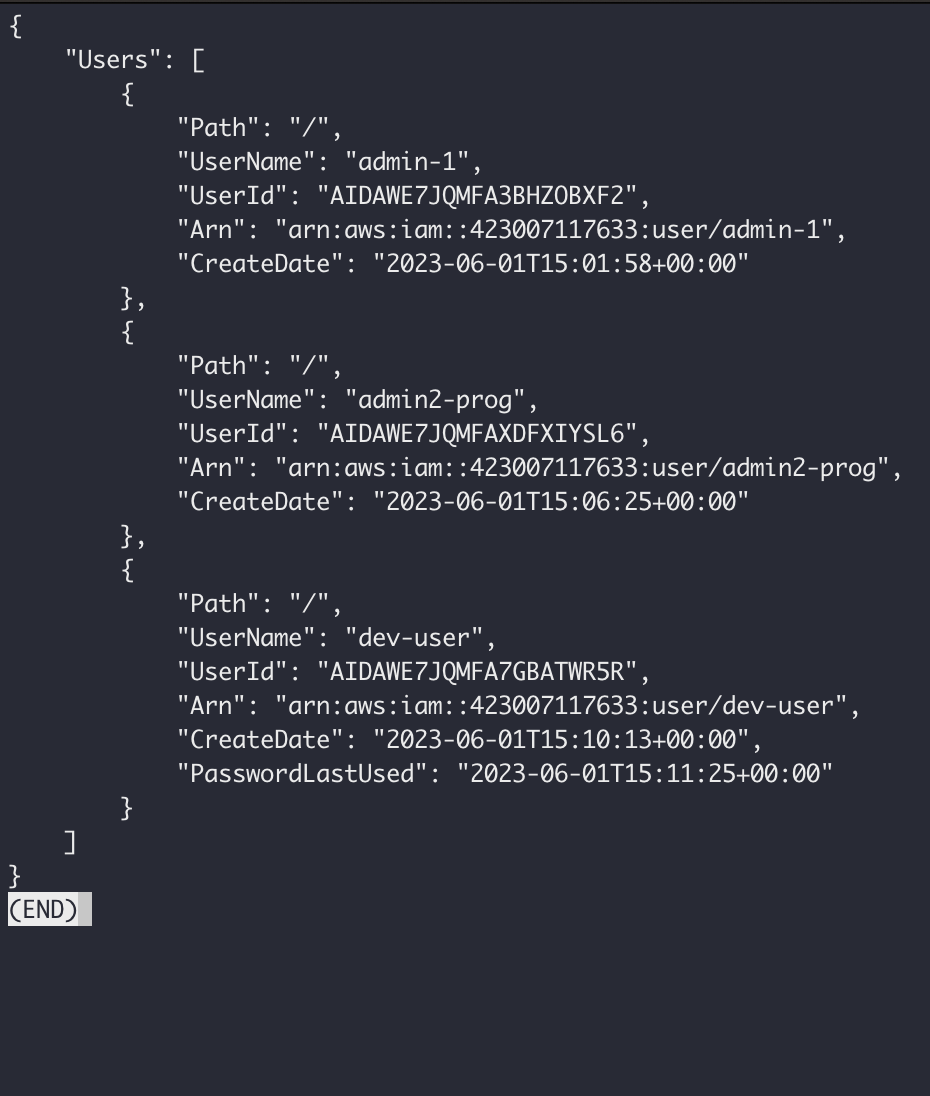 {
    "Users": [
        {
            "Path": "/",
            "UserName": "admin-1",
            "UserId": "AIDAWE7JQMFA3BHZOBXF2",
            "Arn": "arn:aws:iam::423007117633:user/admin-1",
            "CreateDate": "2023-06-01T15:01:58+00:00"
        },
        {
            "Path": "/",
            "UserName": "admin2-prog",
            "UserId": "AIDAWE7JQMFAXDFXIYSL6",
            "Arn": "arn:aws:iam::423007117633:user/admin2-prog",
            "CreateDate": "2023-06-01T15:06:25+00:00"
        },
        {
            "Path": "/",
            "UserName": "dev-user",
            "UserId": "AIDAWE7JQMFA7GBATWR5R",
            "Arn": "arn:aws:iam::423007117633:user/dev-user",
            "CreateDate": "2023-06-01T15:10:13+00:00",
            "PasswordLastUsed": "2023-06-01T15:11:25+00:00"
        }
    ]
}
(END)